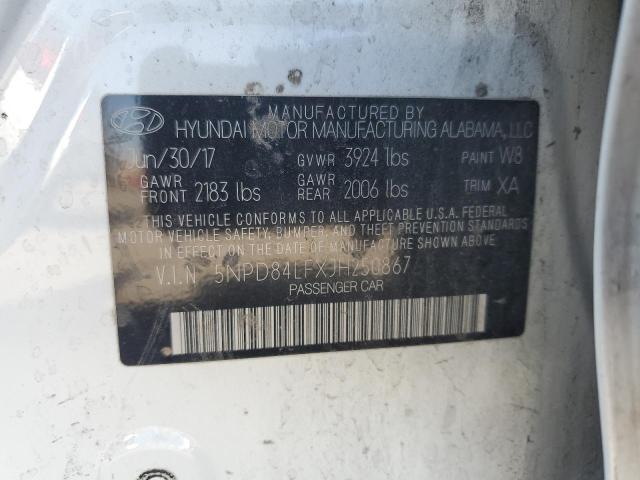 MANUFACTURED BY
HYUNDAI MOTOR MANUFACTURING ALABAMA, LLC
Jun/30/17 GVWR 3924 lbs PAINT W8
GAWR FRONT 2183 lbs GAWR REAR 2006 lbs TRIM XA
THIS VEHICLE CONFORMS TO ALL APPLICABLE U.S.A. FEDERAL
MOTOR VEHICLE SAFETY, BUMPER, AND THEFT PREVENTION STANDARDS
IN EFFECT ON THE DATE OF MANUFACTURE SHOWN ABOVE.
V.I.N 5NPD84LFXJH250867
PASSENGER CAR